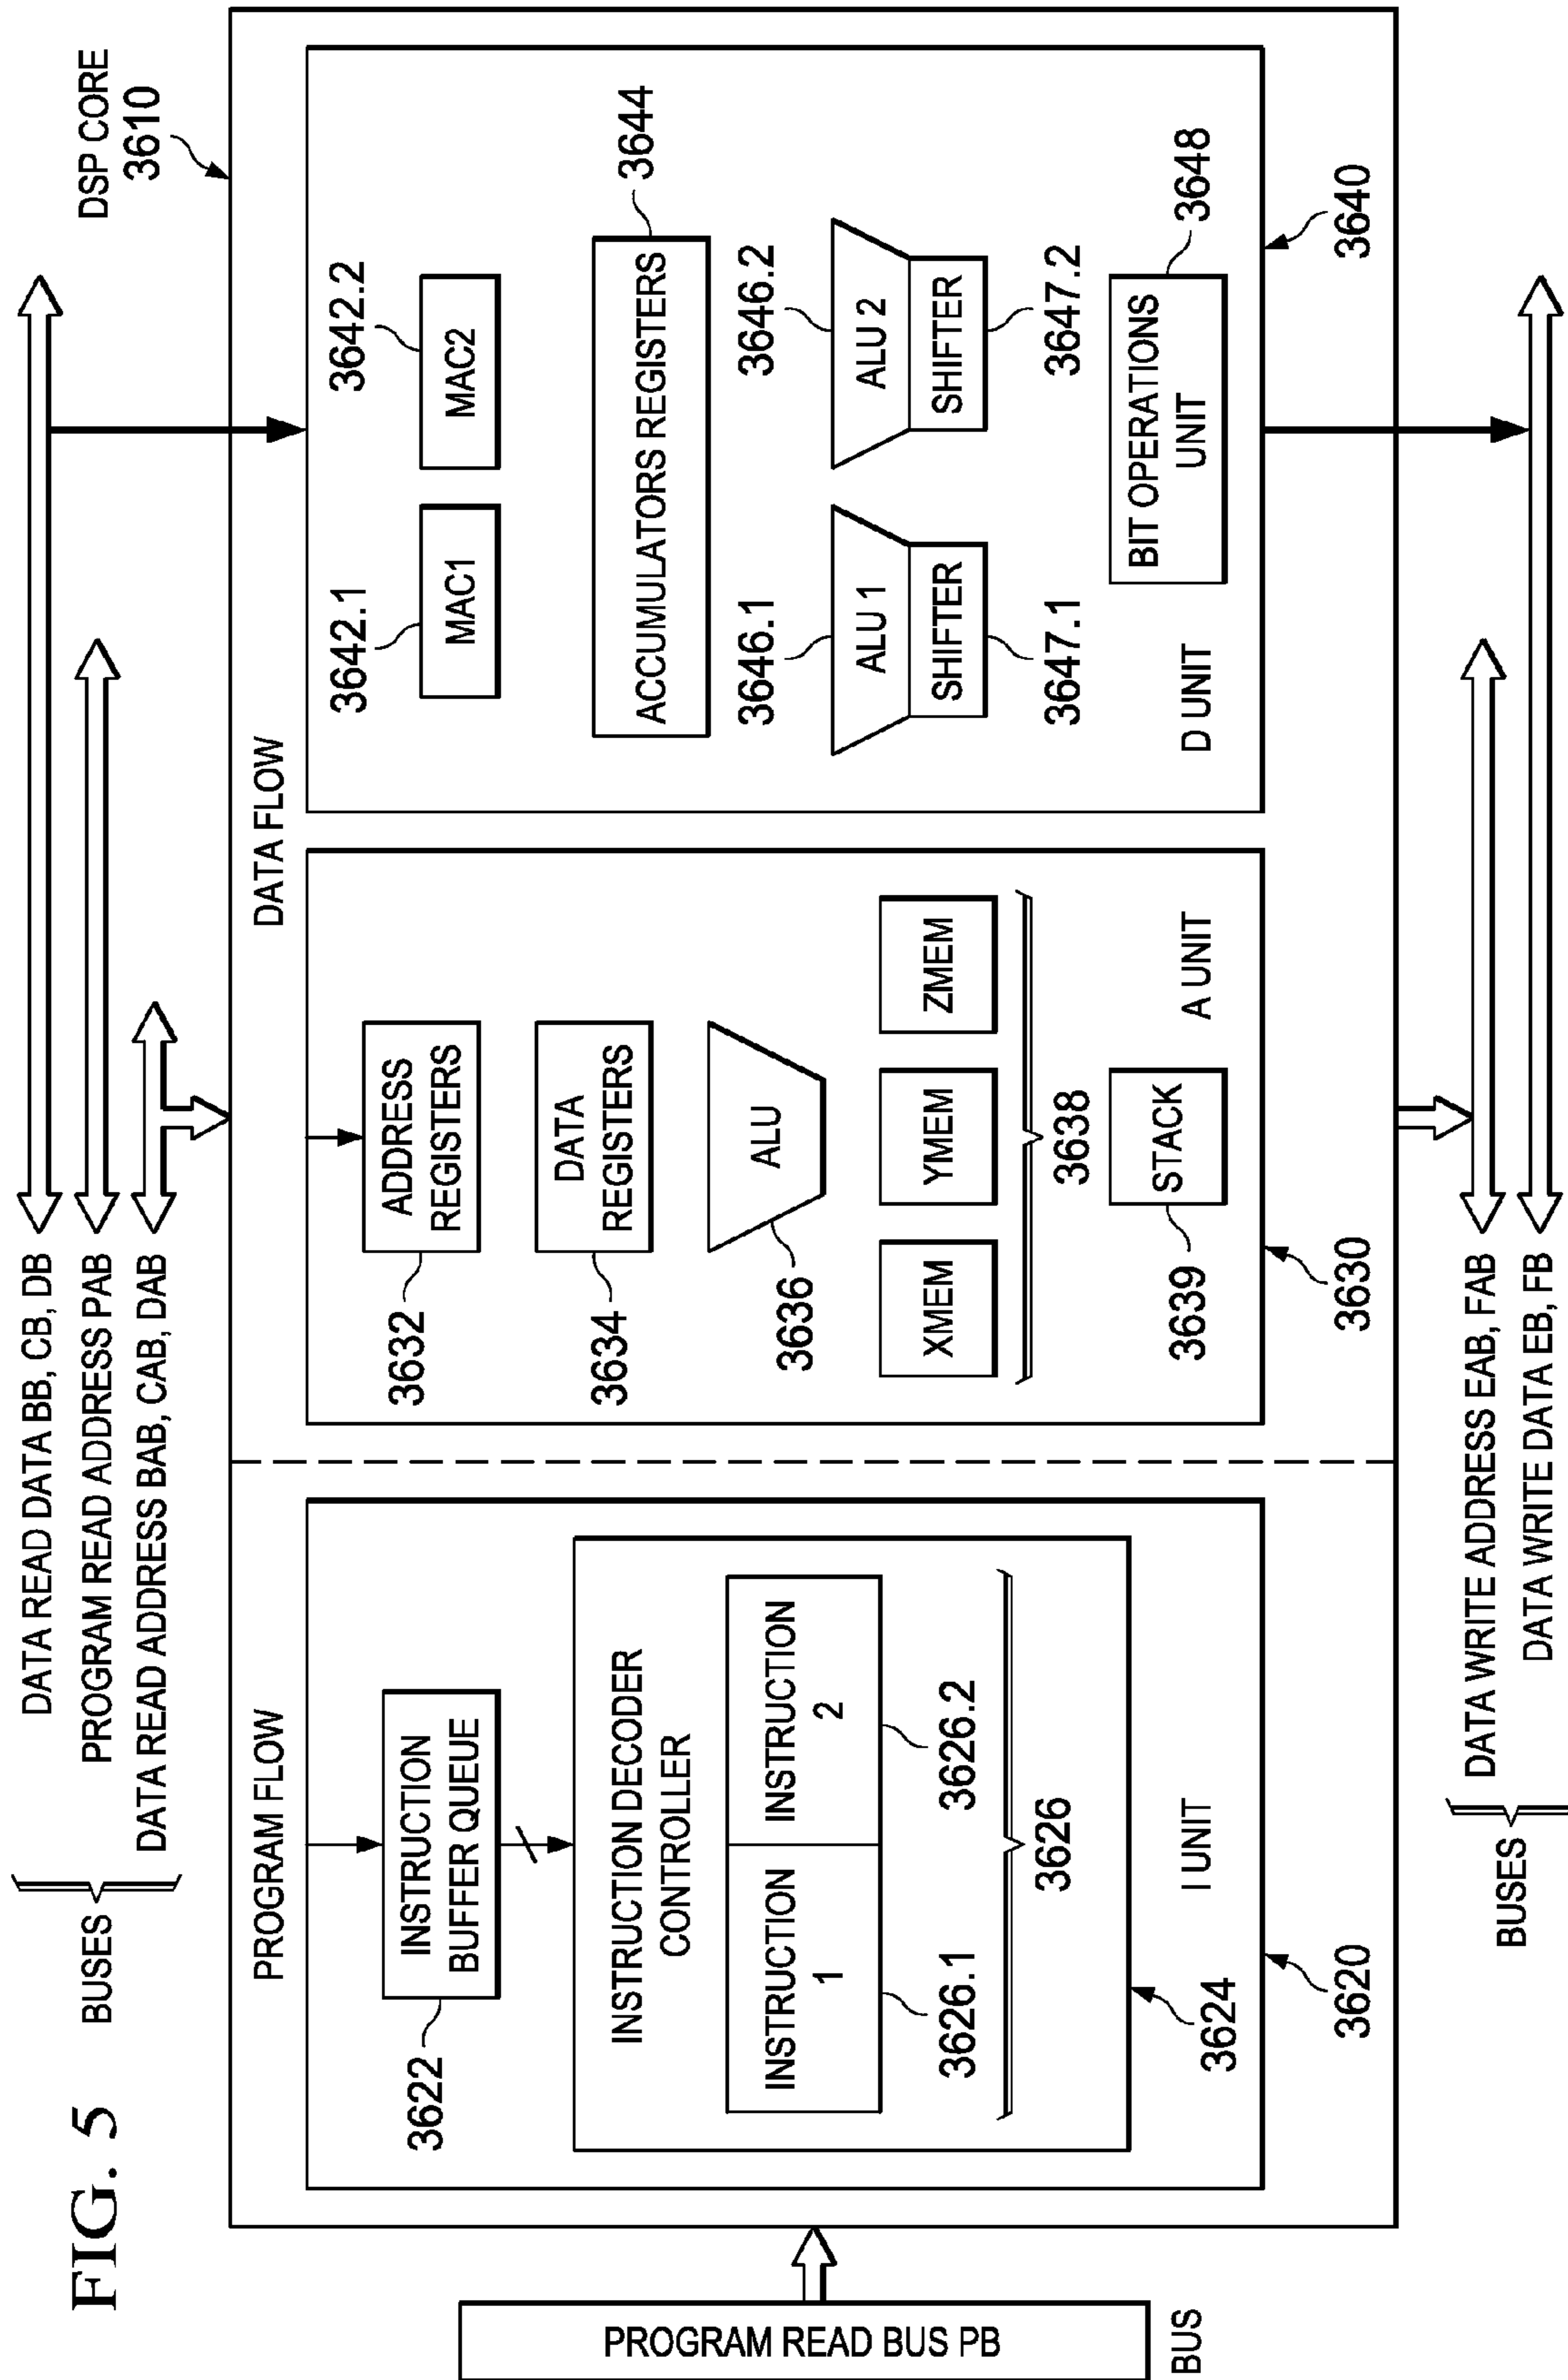 FIG. 5
BUSES
DATA READ DATA BB, CB, DB
PROGRAM READ ADDRESS PAB
DATA READ ADDRESS BAB, CAB, DAB
DSP CORE
3610
PROGRAM READ BUS PB
BUS
PROGRAM FLOW
3622
INSTRUCTION
BUFFER QUEUE
INSTRUCTION DECODER
CONTROLLER
INSTRUCTION
1
INSTRUCTION
2
3626.1
3626.2
3626
3624
I UNIT
3620
DATA FLOW
3632
ADDRESS
REGISTERS
3634
DATA
REGISTERS
3636
ALU
XMEM
YMEM
ZMEM
3638
3639
STACK
A UNIT
3630
3642.1
3642.2
MAC1
MAC2
ACCUMULATORS REGISTERS
3644
3646.1
3646.2
ALU 1
ALU 2
SHIFTER
SHIFTER
3647.1
3647.2
BIT OPERATIONS
UNIT
3648
D UNIT
3640
BUSES
DATA WRITE ADDRESS EAB, FAB
DATA WRITE DATA EB, FB